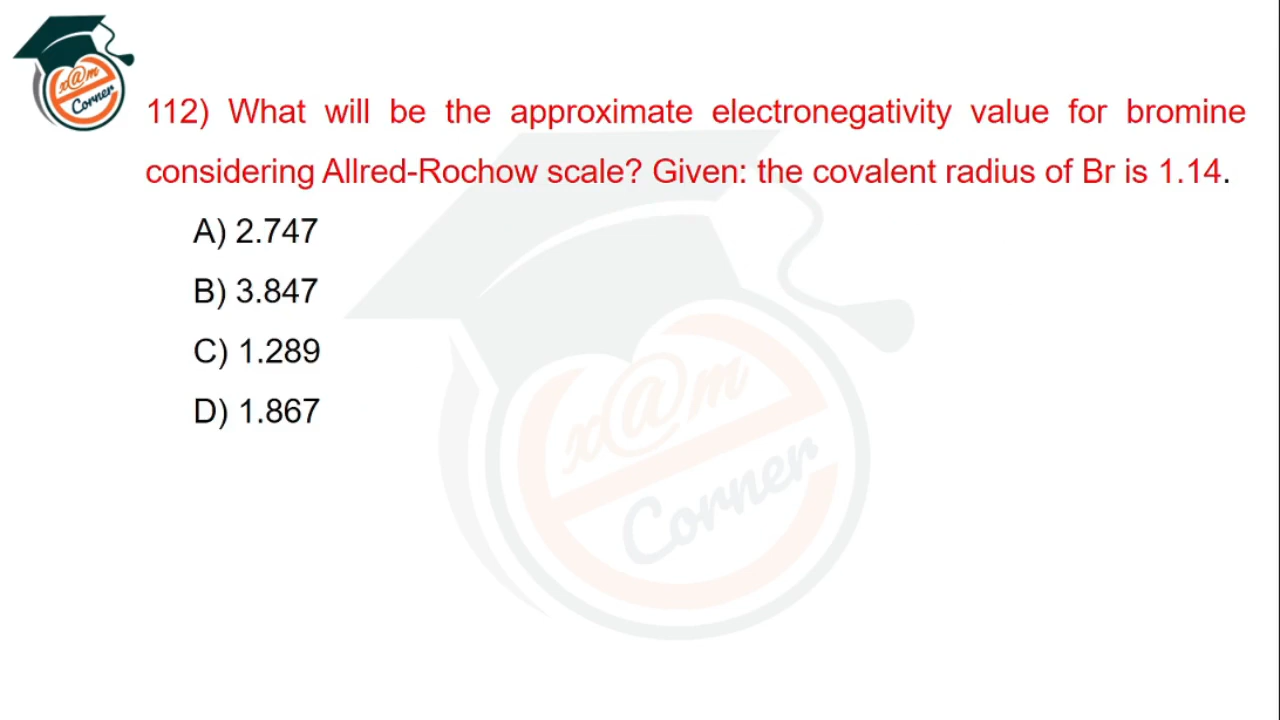 x@m
Corner
112) What will be the approximate electronegativity value for bromine
considering Allred-Rochow scale? Given: the covalent radius of Br is 1.14.
A) 2.747
B) 3.847
C) 1.289
D) 1.867
x@m
Corner